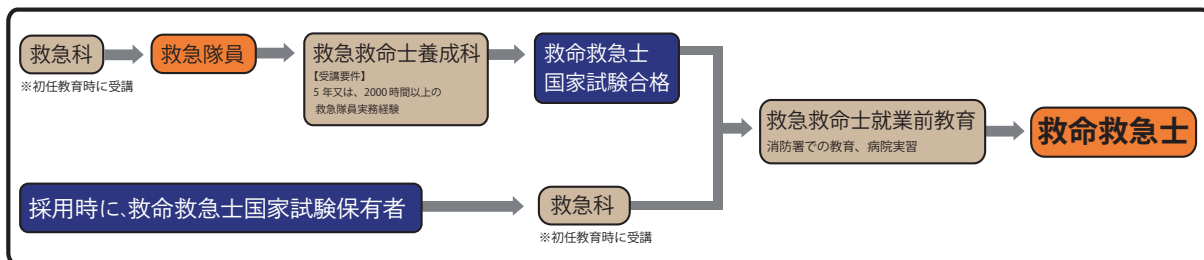 救急科
※初任教育時に受講
救急隊員
救急救命士養成科
【受講要件】
5年又は、2000時間以上の
救急隊員実務経験
救命救急士
国家試験合格
採用時に、救命救急士国家試験保有者
救急科
※初任教育時に受講
救急救命士就業前教育
消防署での教育、病院実習
救命救急士